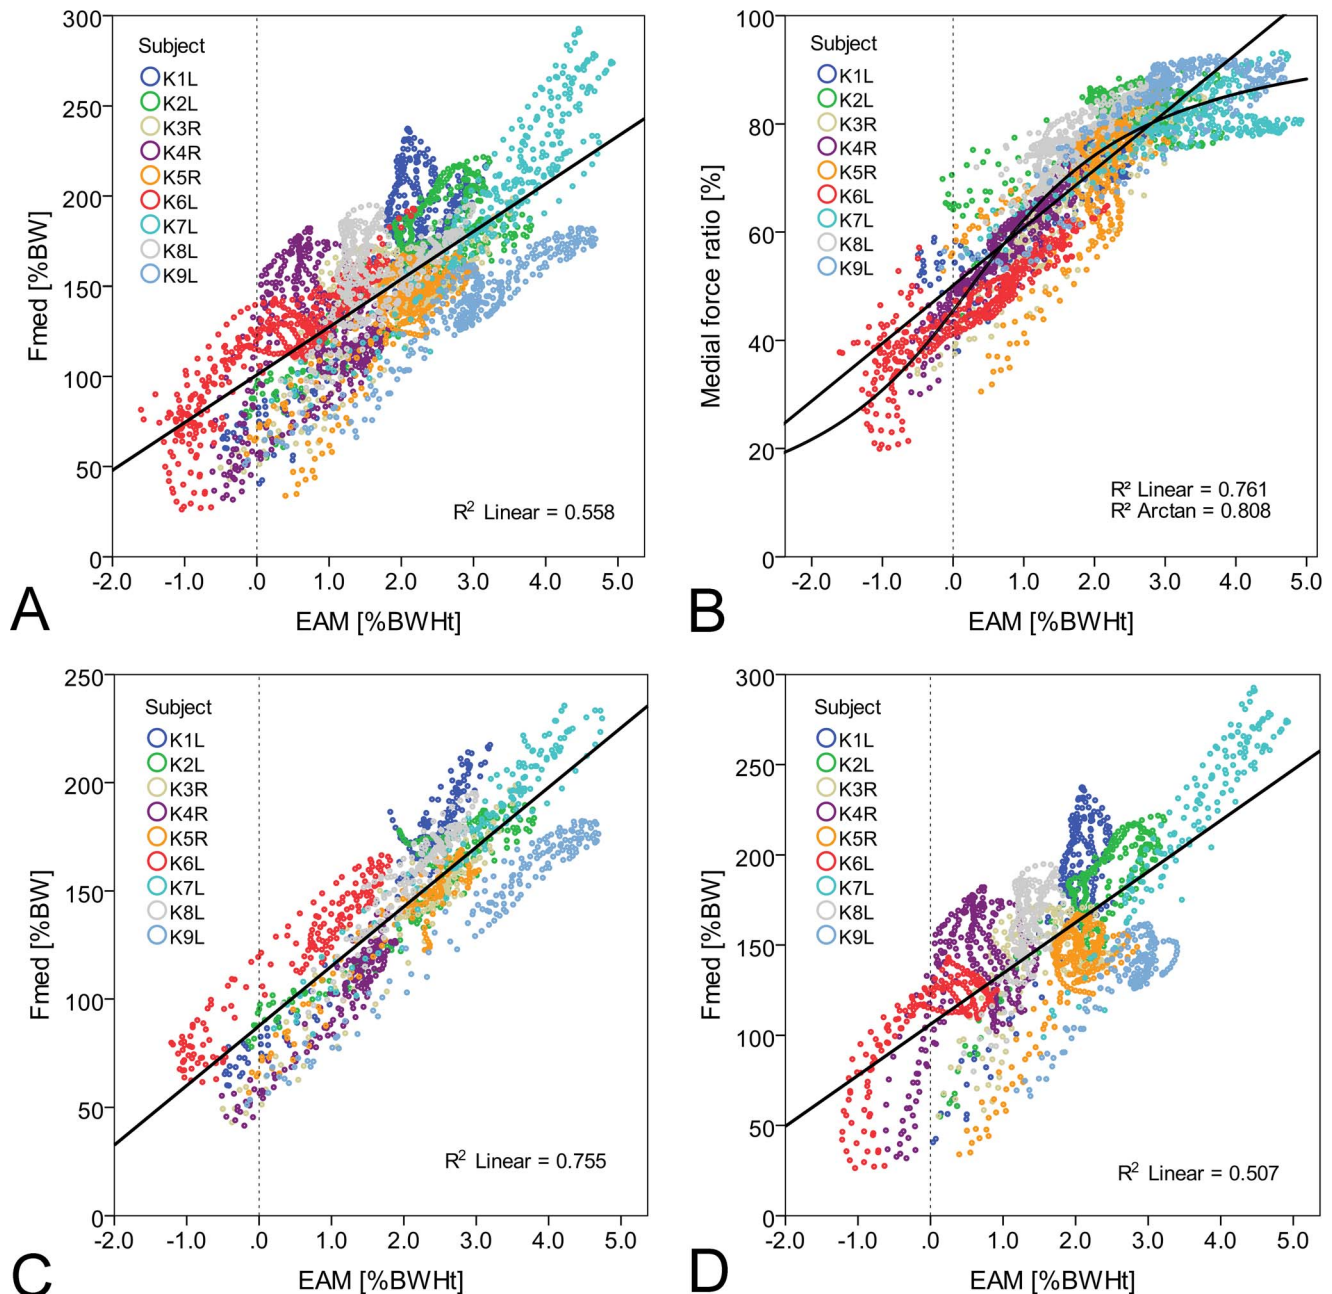 300
250
200
150
100
50
0
Fmed [%BW]
Subject
K1L
K2L
K3R
K4R
K5R
K6L
K7L
K8L
K9L
R² Linear = 0.558
-2.0 -1.0 .0 1.0 2.0 3.0 4.0 5.0
EAM [%BWHt]
A
100
80
60
40
20
0
Medial force ratio [%]
Subject
K1L
K2L
K3R
K4R
K5R
K6L
K7L
K8L
K9L
R² Linear = 0.761
R² Arctan = 0.808
-2.0 -1.0 .0 1.0 2.0 3.0 4.0 5.0
EAM [%BWHt]
B
250
200
150
100
50
0
Fmed [%BW]
Subject
K1L
K2L
K3R
K4R
K5R
K6L
K7L
K8L
K9L
R² Linear = 0.755
-2.0 -1.0 .0 1.0 2.0 3.0 4.0 5.0
EAM [%BWHt]
C
300
250
200
150
100
50
0
Fmed [%BW]
Subject
K1L
K2L
K3R
K4R
K5R
K6L
K7L
K8L
K9L
R² Linear = 0.507
-2.0 -1.0 .0 1.0 2.0 3.0 4.0 5.0
EAM [%BWHt]
D